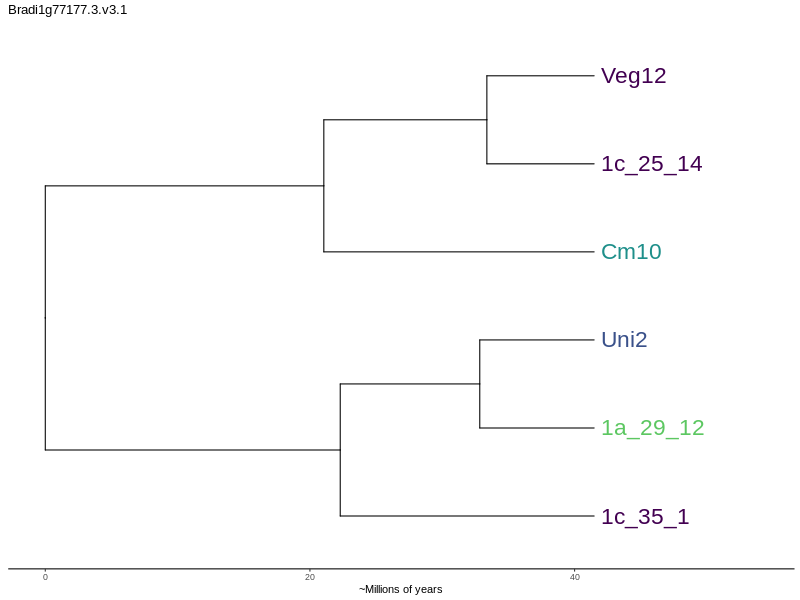 Bradi1g77177.3.v3.1
Veg12
1c_25_14
Cm10
Uni2
1a_29_12
1c_35_1
0 20 40
~Millions of years